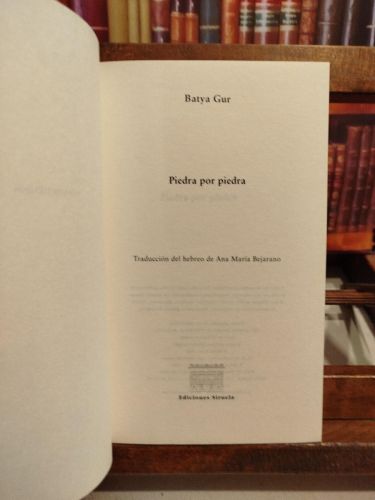 Batya Gur
Piedra por piedra
Traducción del hebreo de Ana María Bejarano
Ediciones Siruela